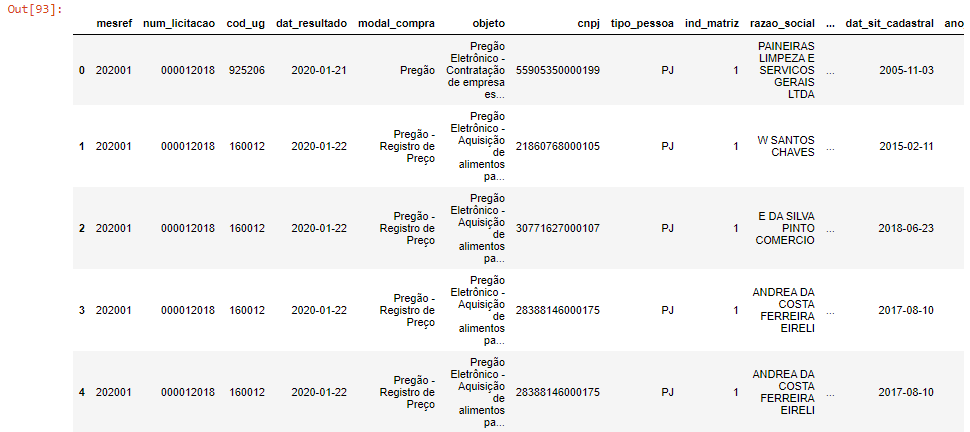 Out[93]:
mesref num_licitacao cod_ug dat_resultado modal_compra objeto cnpj tipo_pessoa ind_matriz razao_social ... dat_sit_cadastral ano
0 202001 000012018 925206 2020-01-21 Pregão Pregão Eletrônico - Contratação de empresa es... 55905350000199 PJ 1 PAINEIRAS LIMPEZA E SERVICOS GERAIS LTDA ... 2005-11-03
1 202001 000012018 160012 2020-01-22 Pregão - Registro de Preço Pregão Eletrônico - Aquisição de alimentos pa... 21860768000105 PJ 1 W SANTOS CHAVES ... 2015-02-11
2 202001 000012018 160012 2020-01-22 Pregão - Registro de Preço Pregão Eletrônico - Aquisição de alimentos pa... 30771627000107 PJ 1 E DA SILVA PINTO COMERCIO ... 2018-06-23
3 202001 000012018 160012 2020-01-22 Pregão - Registro de Preço Pregão Eletrônico - Aquisição de alimentos pa... 28388146000175 PJ 1 ANDREA DA COSTA FERREIRA EIRELI ... 2017-08-10
4 202001 000012018 160012 2020-01-22 Pregão - Registro de Preço Pregão Eletrônico - Aquisição de alimentos pa... 28388146000175 PJ 1 ANDREA DA COSTA FERREIRA EIRELI ... 2017-08-10